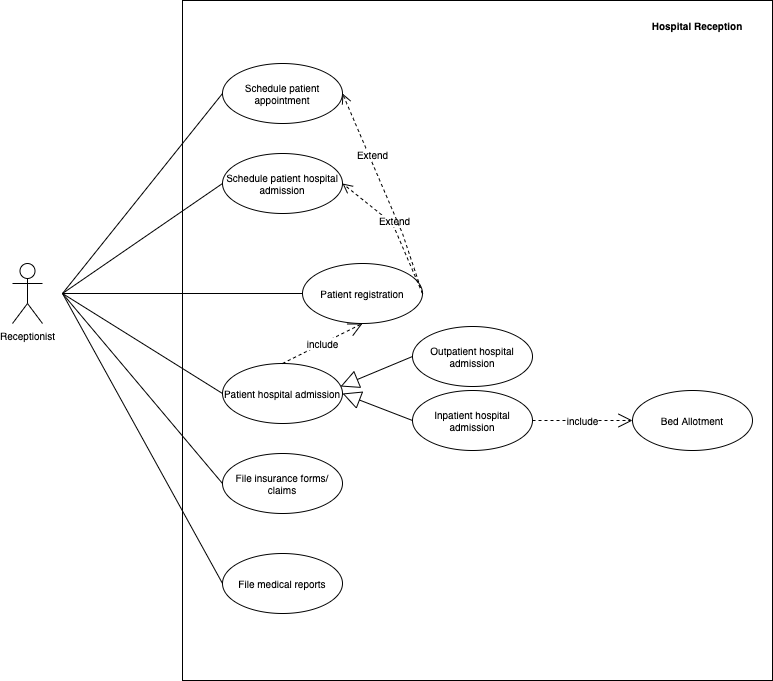 Hospital Reception
Schedule patient
appointment
Extend
Schedule patient hospital
admission
Extend
Receptionist
Patient registration
include
Outpatient hospital
admission
Patient hospital admission
Inpatient hospital
admission
include
Bed Allotment
File insurance forms/
claims
File medical reports